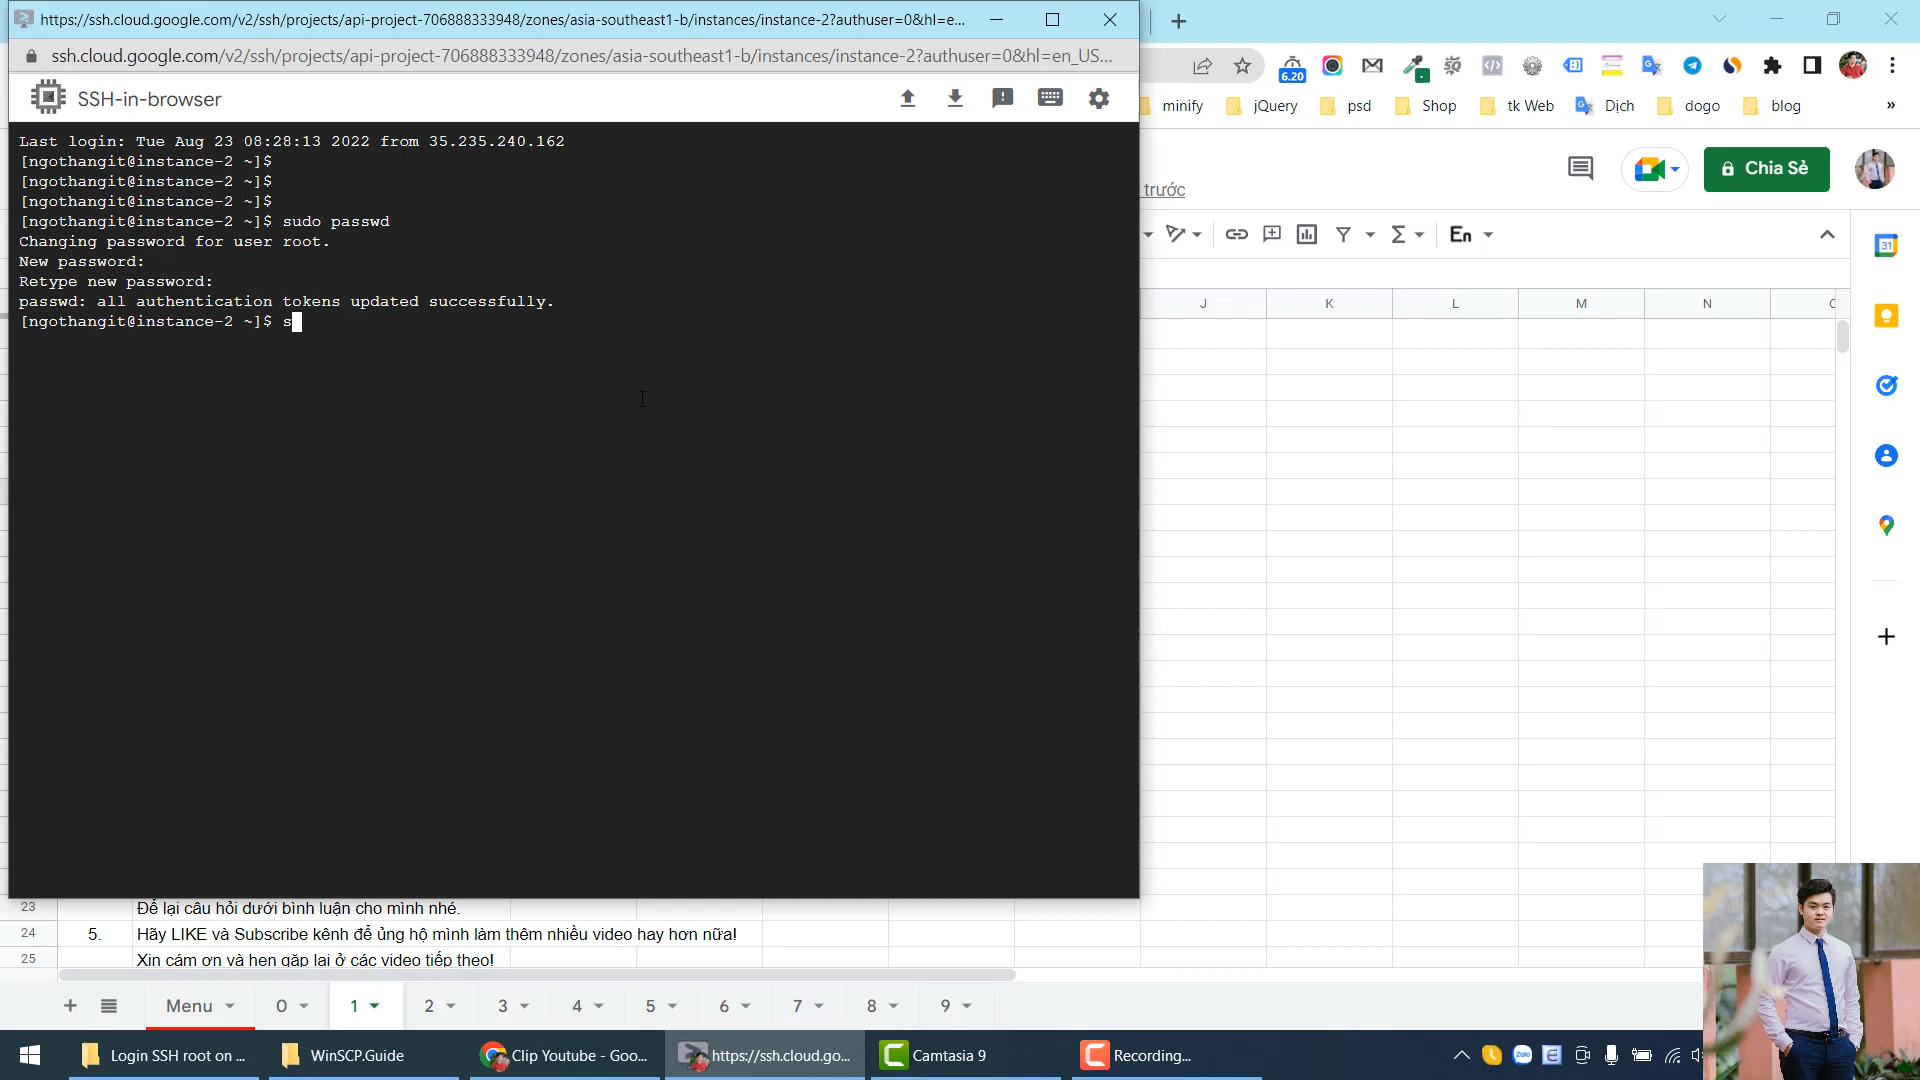 https://ssh.cloud.google.com/v2/ssh/projects/api-project-706888333948/zones/asia-southeast1-b/instances/instance-2?authuser=0&hl=e...
ssh.cloud.google.com/v2/ssh/projects/api-project-706888333948/zones/asia-southeast1-b/instances/instance-2?authuser=0&hl=en_US...
SSH-in-browser
6.20
minify
jQuery
psd
Shop
tk Web
Dịch
dogo
blog
»
Last login: Tue Aug 23 08:28:13 2022 from 35.235.240.162
[ngothangit@instance-2 ~]$
[ngothangit@instance-2 ~]$
[ngothangit@instance-2 ~]$
[ngothangit@instance-2 ~]$ sudo passwd
Changing password for user root.
New password:
Retype new password:
passwd: all authentication tokens updated successfully.
[ngothangit@instance-2 ~]$ s
trước
Chia Sẻ
En
31
J K L M N
23 Để lại câu hỏi dưới bình luận cho mình nhé.
24 5. Hãy LIKE và Subscribe kênh để ủng hộ mình làm thêm nhiều video hay hơn nữa!
25 Xin cám ơn và hẹn gặp lại ở các video tiếp theo!
+ Menu 0 1 2 3 4 5 6 7 8 9
Login SSH root on ...
WinSCP.Guide
Clip Youtube - Goo...
https://ssh.cloud.go...
Camtasia 9
Recording...
Zalo
E